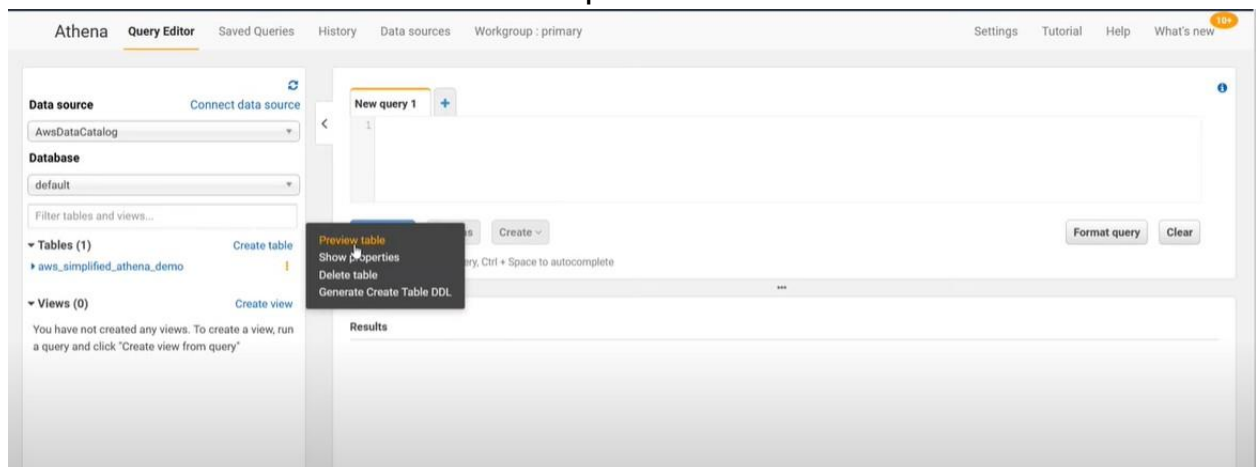 Athena Query Editor Saved Queries History Data sources Workgroup : primary Settings Tutorial Help What's new 10+
Data source Connect data source
AwsDataCatalog
Database
default
Filter tables and views...
Tables (1) Create table
aws_simplified_athena_demo
Views (0) Create view
You have not created any views. To create a view, run
a query and click "Create view from query"
New query 1 +
1
Create
Format query Clear
Ctrl + Space to autocomplete
Preview table
Show properties
Delete table
Generate Create Table DDL
Results